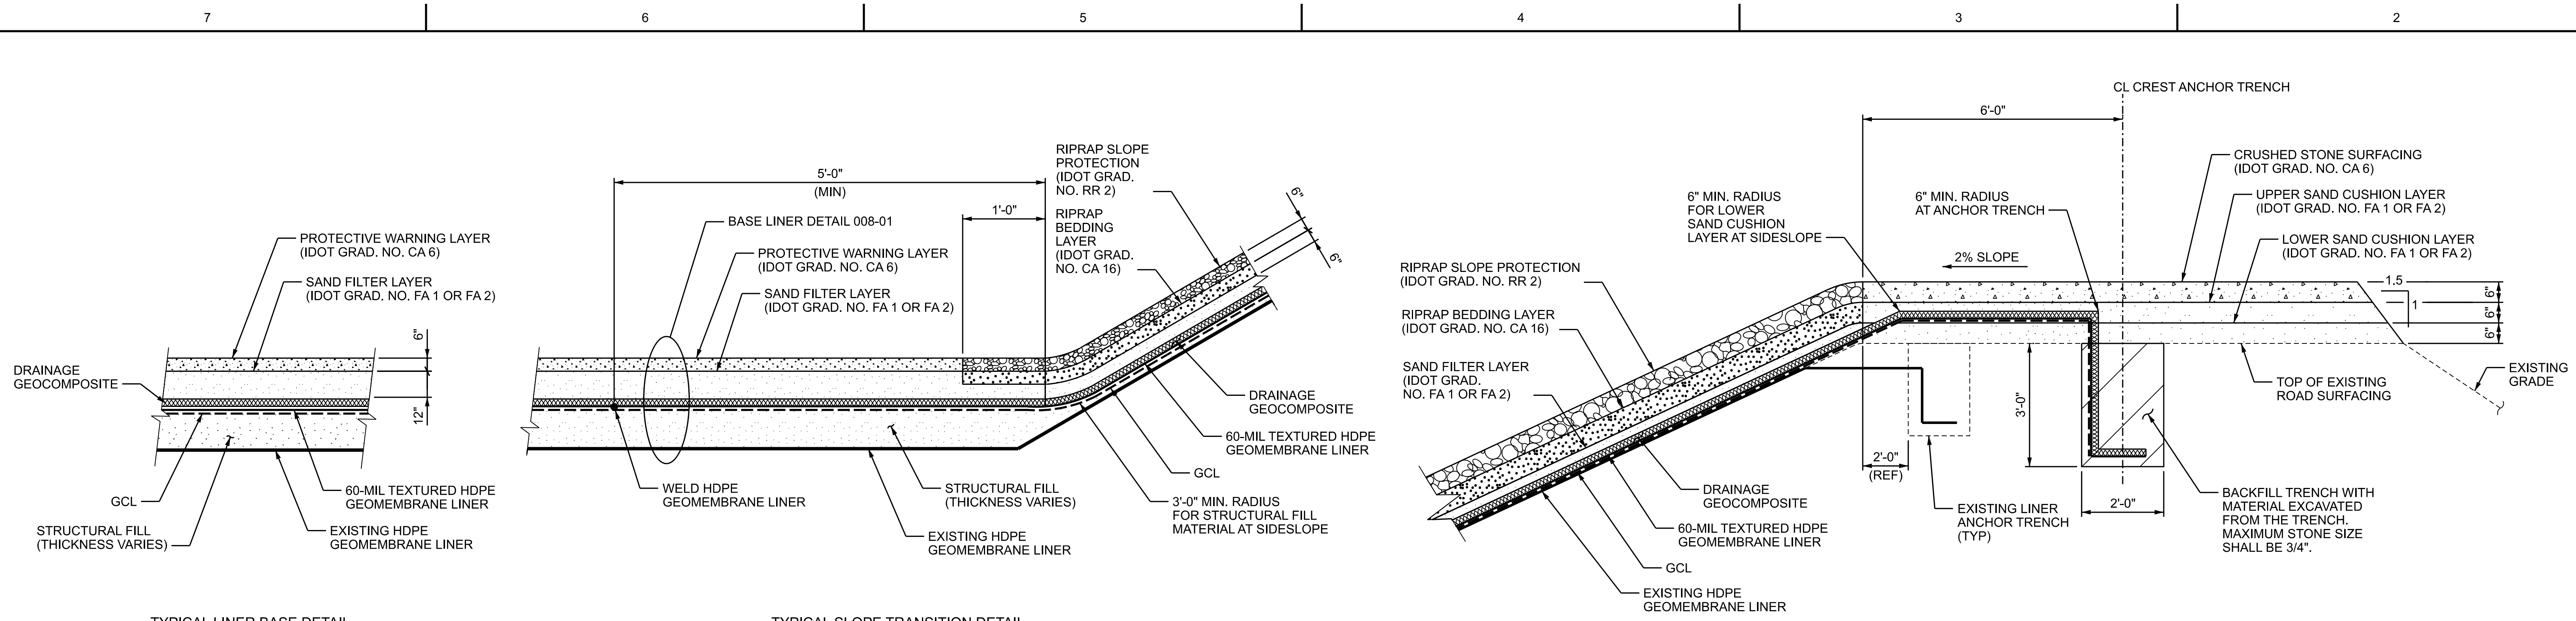 7
6
5
4
3
2
PROTECTIVE WARNING LAYER
(IDOT GRAD. NO. CA 6)
SAND FILTER LAYER
(IDOT GRAD. NO. FA 1 OR FA 2)
6"
12"
DRAINAGE
GEOCOMPOSITE
GCL
60-MIL TEXTURED HDPE
GEOMEMBRANE LINER
STRUCTURAL FILL
(THICKNESS VARIES)
EXISTING HDPE
GEOMEMBRANE LINER
TYPICAL LINER BASE DETAIL
5'-0"
(MIN)
1'-0"
BASE LINER DETAIL 008-01
PROTECTIVE WARNING LAYER
(IDOT GRAD. NO. CA 6)
SAND FILTER LAYER
(IDOT GRAD. NO. FA 1 OR FA 2)
RIPRAP SLOPE
PROTECTION
(IDOT GRAD.
NO. RR 2)
RIPRAP
BEDDING
LAYER
(IDOT GRAD.
NO. CA 16)
6"
6"
DRAINAGE
GEOCOMPOSITE
60-MIL TEXTURED HDPE
GEOMEMBRANE LINER
GCL
3'-0" MIN. RADIUS
FOR STRUCTURAL FILL
MATERIAL AT SIDESLOPE
WELD HDPE
GEOMEMBRANE LINER
STRUCTURAL FILL
(THICKNESS VARIES)
EXISTING HDPE
GEOMEMBRANE LINER
TYPICAL SLOPE TRANSITION DETAIL
CL CREST ANCHOR TRENCH
6'-0"
6" MIN. RADIUS
FOR LOWER
SAND CUSHION
LAYER AT SIDESLOPE
6" MIN. RADIUS
AT ANCHOR TRENCH
2% SLOPE
CRUSHED STONE SURFACING
(IDOT GRAD. NO. CA 6)
UPPER SAND CUSHION LAYER
(IDOT GRAD. NO. FA 1 OR FA 2)
LOWER SAND CUSHION LAYER
(IDOT GRAD. NO. FA 1 OR FA 2)
RIPRAP SLOPE PROTECTION
(IDOT GRAD. NO. RR 2)
RIPRAP BEDDING LAYER
(IDOT GRAD. NO. CA 16)
SAND FILTER LAYER
(IDOT GRAD.
NO. FA 1 OR FA 2)
1.5
1
6"
6"
6"
EXISTING
GRADE
TOP OF EXISTING
ROAD SURFACING
3'-0"
2'-0"
(REF)
2'-0"
DRAINAGE
GEOCOMPOSITE
60-MIL TEXTURED HDPE
GEOMEMBRANE LINER
GCL
EXISTING HDPE
GEOMEMBRANE LINER
EXISTING LINER
ANCHOR TRENCH
(TYP)
BACKFILL TRENCH WITH
MATERIAL EXCAVATED
FROM THE TRENCH.
MAXIMUM STONE SIZE
SHALL BE 3/4".